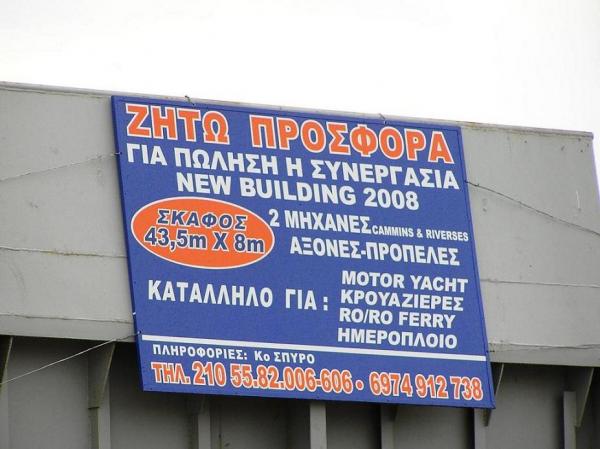 ΖΗΤΩ ΠΡΟΣΦΟΡΑ
ΓΙΑ ΠΩΛΗΣΗ Η ΣΥΝΕΡΓΑΣΙΑ
NEW BUILDING 2008
ΣΚΑΦΟΣ
43,5m X 8m
2 ΜΗΧΑΝΕΣ CAMMINS & RIVERSES
ΑΞΟΝΕΣ-ΠΡΟΠΕΛΕΣ
ΚΑΤΑΛΛΗΛΟ ΓΙΑ :
MOTOR YACHT
ΚΡΟΥΑΖΙΕΡΕΣ
RO/RO FERRY
ΗΜΕΡΟΠΛΟΙΟ
ΠΛΗΡΟΦΟΡΙΕΣ: Κο ΣΠΥΡΟ
ΤΗΛ. 210 55.82.006-606 • 6974 912 738